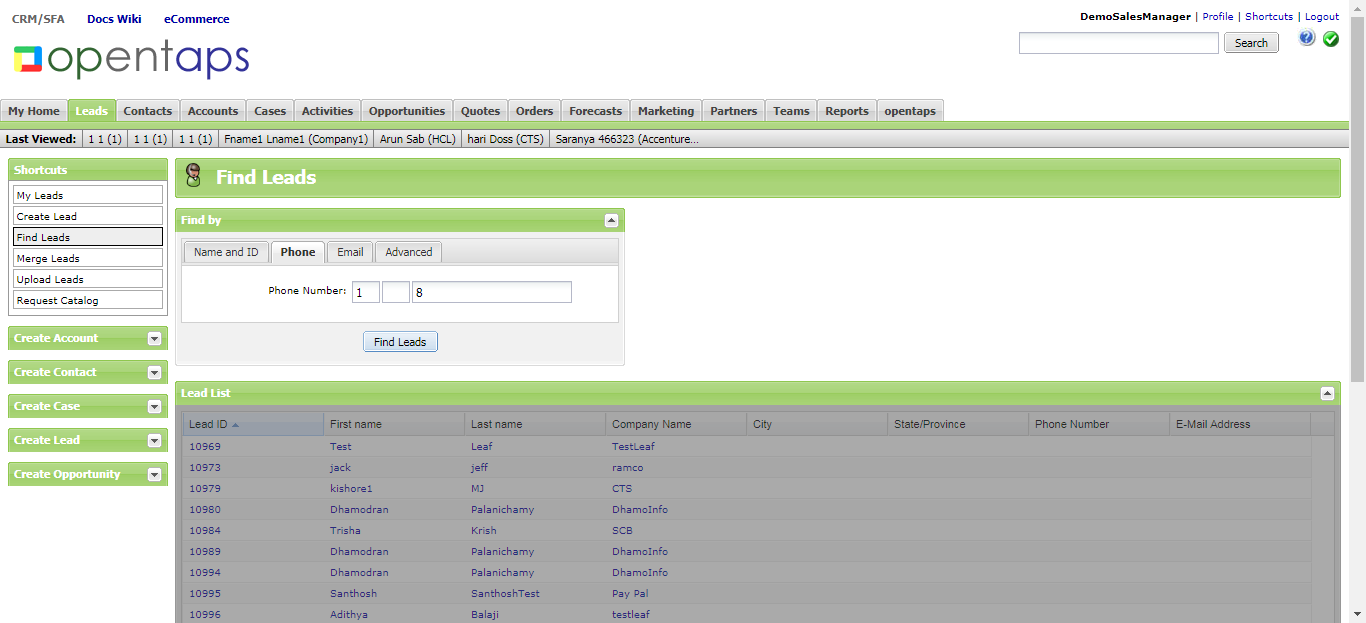 CRM/SFA Docs Wiki eCommerce
DemoSalesManager | Profile | Shortcuts | Logout
opentaps
Search
My Home Leads Contacts Accounts Cases Activities Opportunities Quotes Orders Forecasts Marketing Partners Teams Reports opentaps
Last Viewed: 1 1 (1) 1 1 (1) 1 1 (1) Fname1 Lname1 (Company1) Arun Sab (HCL) hari Doss (CTS) Saranya 466323 (Accenture...
Shortcuts
My Leads
Create Lead
Find Leads
Merge Leads
Upload Leads
Request Catalog
Create Account
Create Contact
Create Case
Create Lead
Create Opportunity
Find Leads
Find by
Name and ID Phone Email Advanced
Phone Number: 1 8
Find Leads
Lead List
Lead ID First name Last name Company Name City State/Province Phone Number E-Mail Address
10969 Test Leaf TestLeaf
10973 jack jeff ramco
10979 kishore1 MJ CTS
10980 Dhamodran Palanichamy DhamoInfo
10984 Trisha Krish SCB
10989 Dhamodran Palanichamy DhamoInfo
10994 Dhamodran Palanichamy DhamoInfo
10995 Santhosh SanthoshTest Pay Pal
10996 Adithya Balaji testleaf